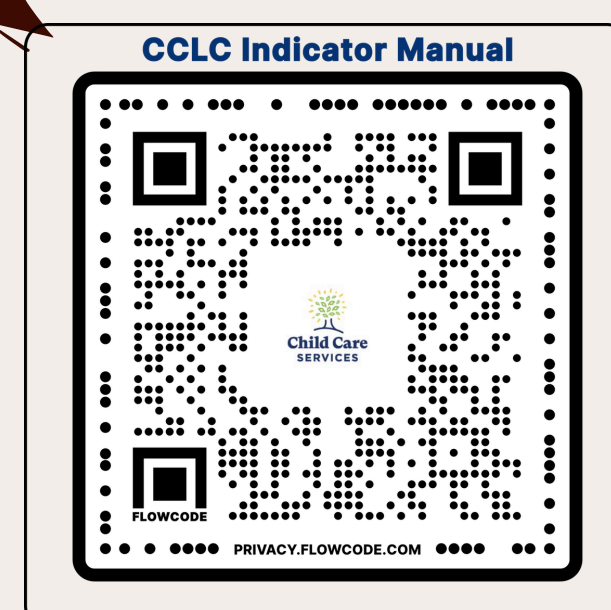 CCLC Indicator Manual
Child Care
SERVICES
FLOWCODE
PRIVACY.FLOWCODE.COM